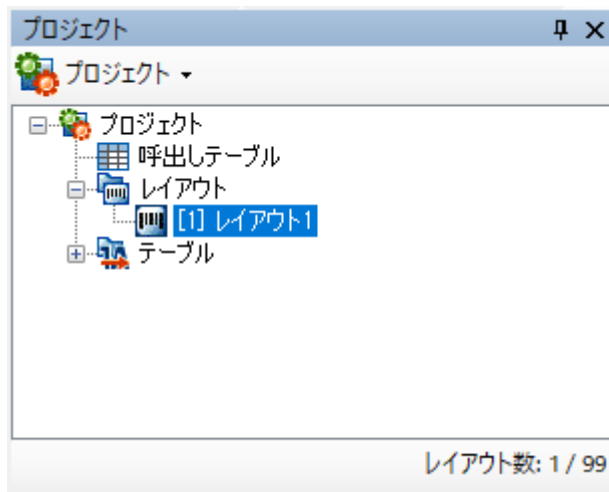 プロジェクト
プロジェクト
プロジェクト
呼出しテーブル
レイアウト
[1] レイアウト1
テーブル
レイアウト数: 1 / 99